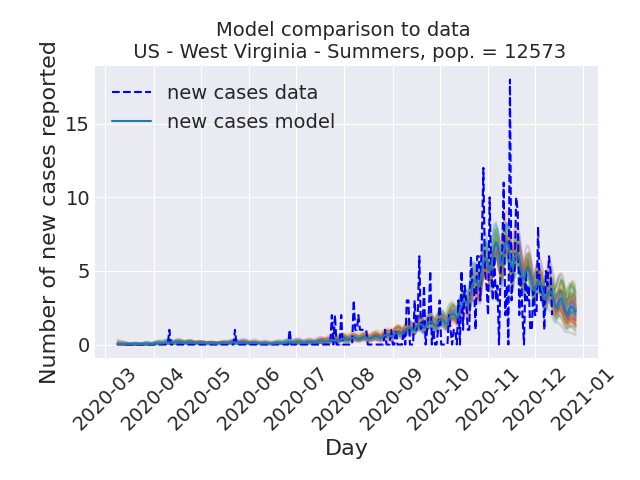 Model comparison to data
US - West Virginia - Summers, pop. = 12573
Number of new cases reported
new cases data
new cases model
15
10
5
0
2020-03
2020-04
2020-05
2020-06
2020-07
2020-08
2020-09
2020-10
2020-11
2020-12
2021-01
Day